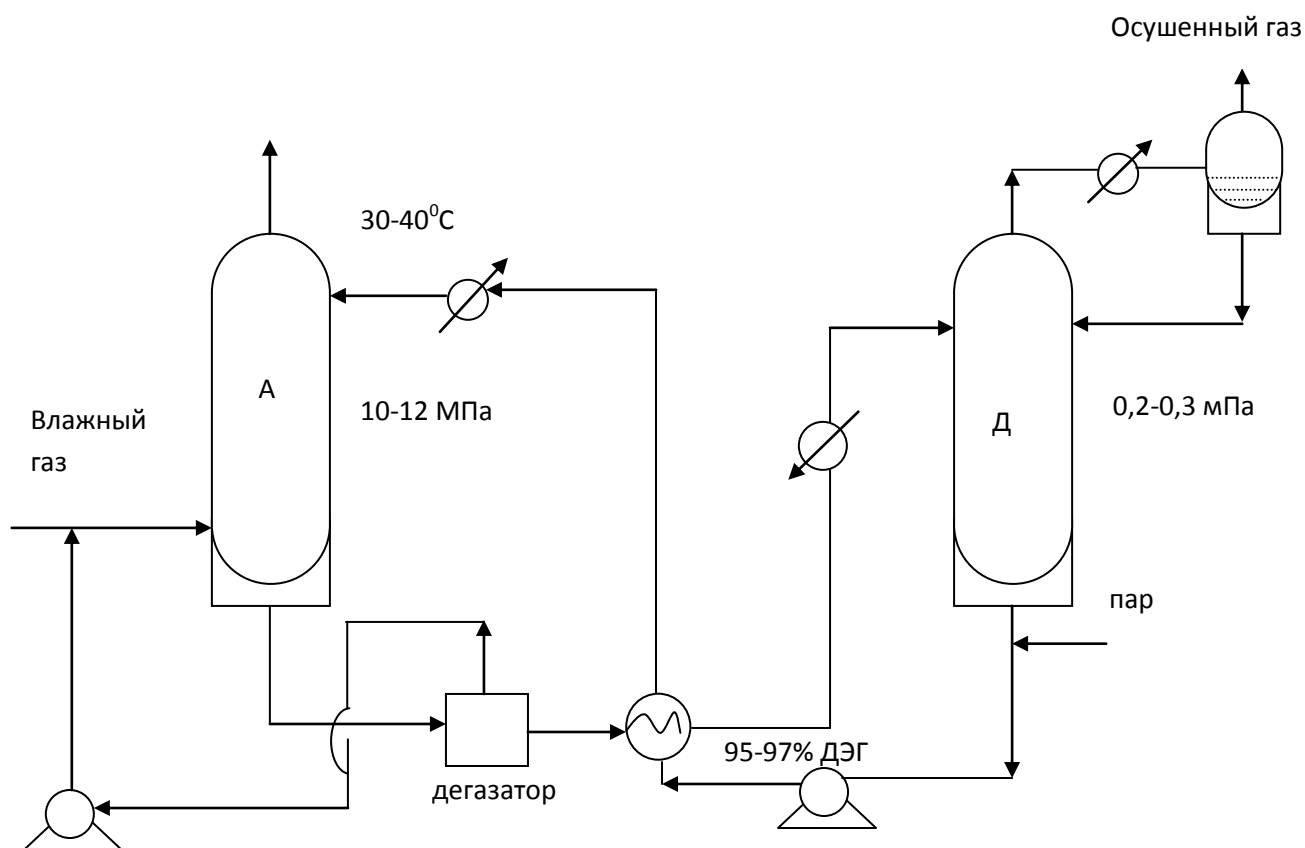 Осушенный газ
30-40⁰С
А
10-12 МПа
Влажный
газ
Д
0,2-0,3 мПа
пар
95-97% ДЭГ
дегазатор